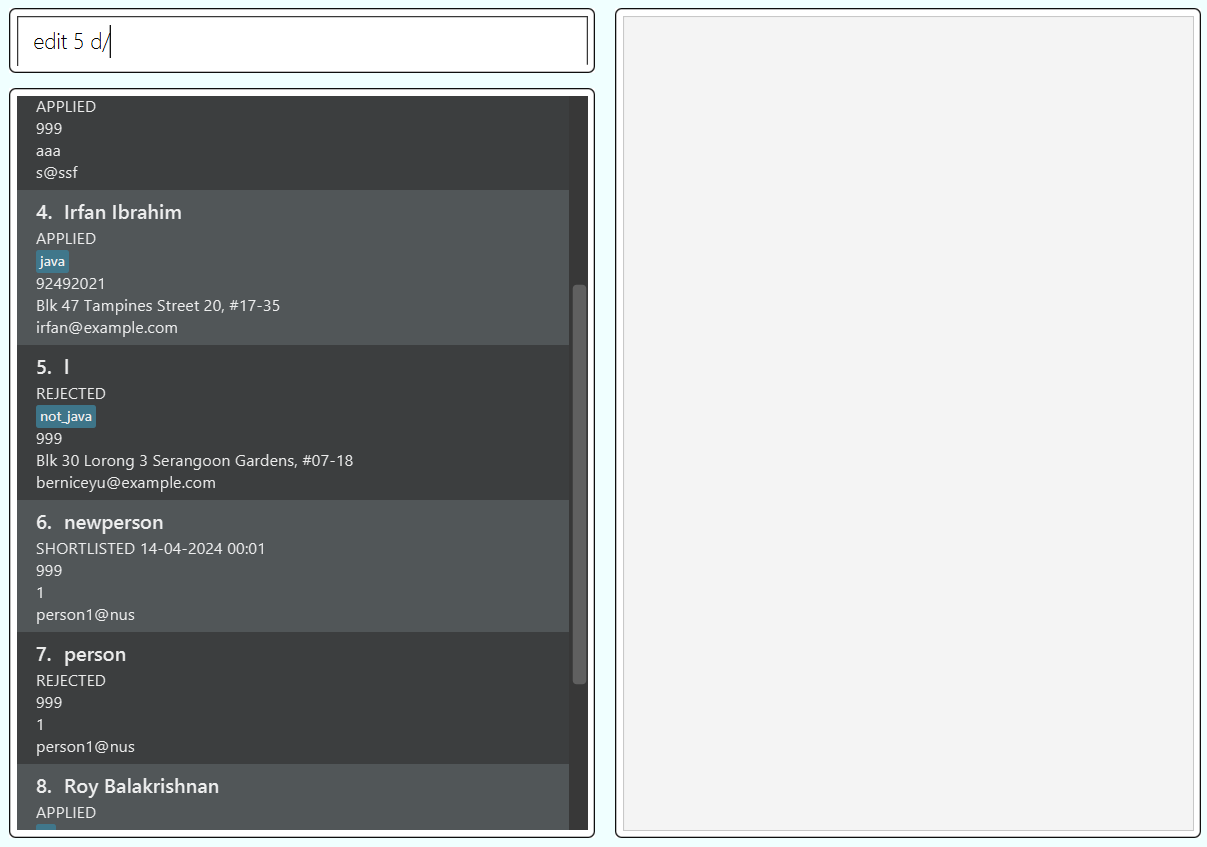 edit 5 d/
APPLIED
999
aaa
s@ssf
4. Irfan Ibrahim
APPLIED
java
92492021
Blk 47 Tampines Street 20, #17-35
irfan@example.com
5. l
REJECTED
not_java
999
Blk 30 Lorong 3 Serangoon Gardens, #07-18
berniceyu@example.com
6. newperson
SHORTLISTED 14-04-2024 00:01
999
1
person1@nus
7. person
REJECTED
999
1
person1@nus
8. Roy Balakrishnan
APPLIED